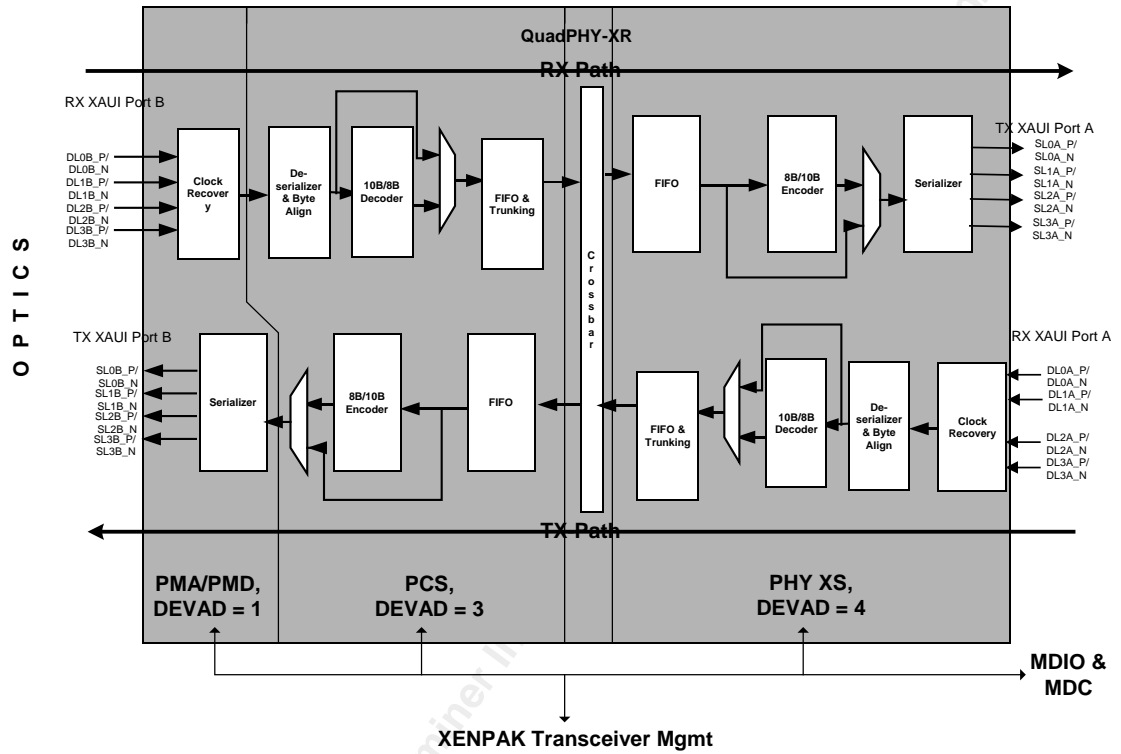 QuadPHY-XR
RX Path
RX XAUI Port B
DL0B_P/
DL0B_N
DL1B_P/
DL1B_N
DL2B_P/
DL2B_N
DL3B_P/
DL3B_N
Clock
Recover
y
De-
serializer
& Byte
Align
10B/8B
Decoder
FIFO &
Trunking
Crossbar
FIFO
8B/10B
Encoder
Serializer
TX XAUI Port A
SL0A_P/
SL0A_N
SL1A_P/
SL1A_N
SL2A_P/
SL2A_N
SL3A_P/
SL3A_N
OPTICS
TX XAUI Port B
SL0B_P/
SL0B_N
SL1B_P/
SL1B_N
SL2B_P/
SL2B_N
SL3B_P/
SL3B_N
Serializer
8B/10B
Encoder
FIFO
FIFO &
Trunking
10B/8B
Decoder
De-
serializer
& Byte
Align
Clock
Recovery
RX XAUI Port A
DL0A_P/
DL0A_N
DL1A_P/
DL1A_N
DL2A_P/
DL2A_N
DL3A_P/
DL3A_N
TX Path
PMA/PMD,
DEVAD = 1
PCS,
DEVAD = 3
PHY XS,
DEVAD = 4
MDIO &
MDC
XENPAK Transceiver Mgmt